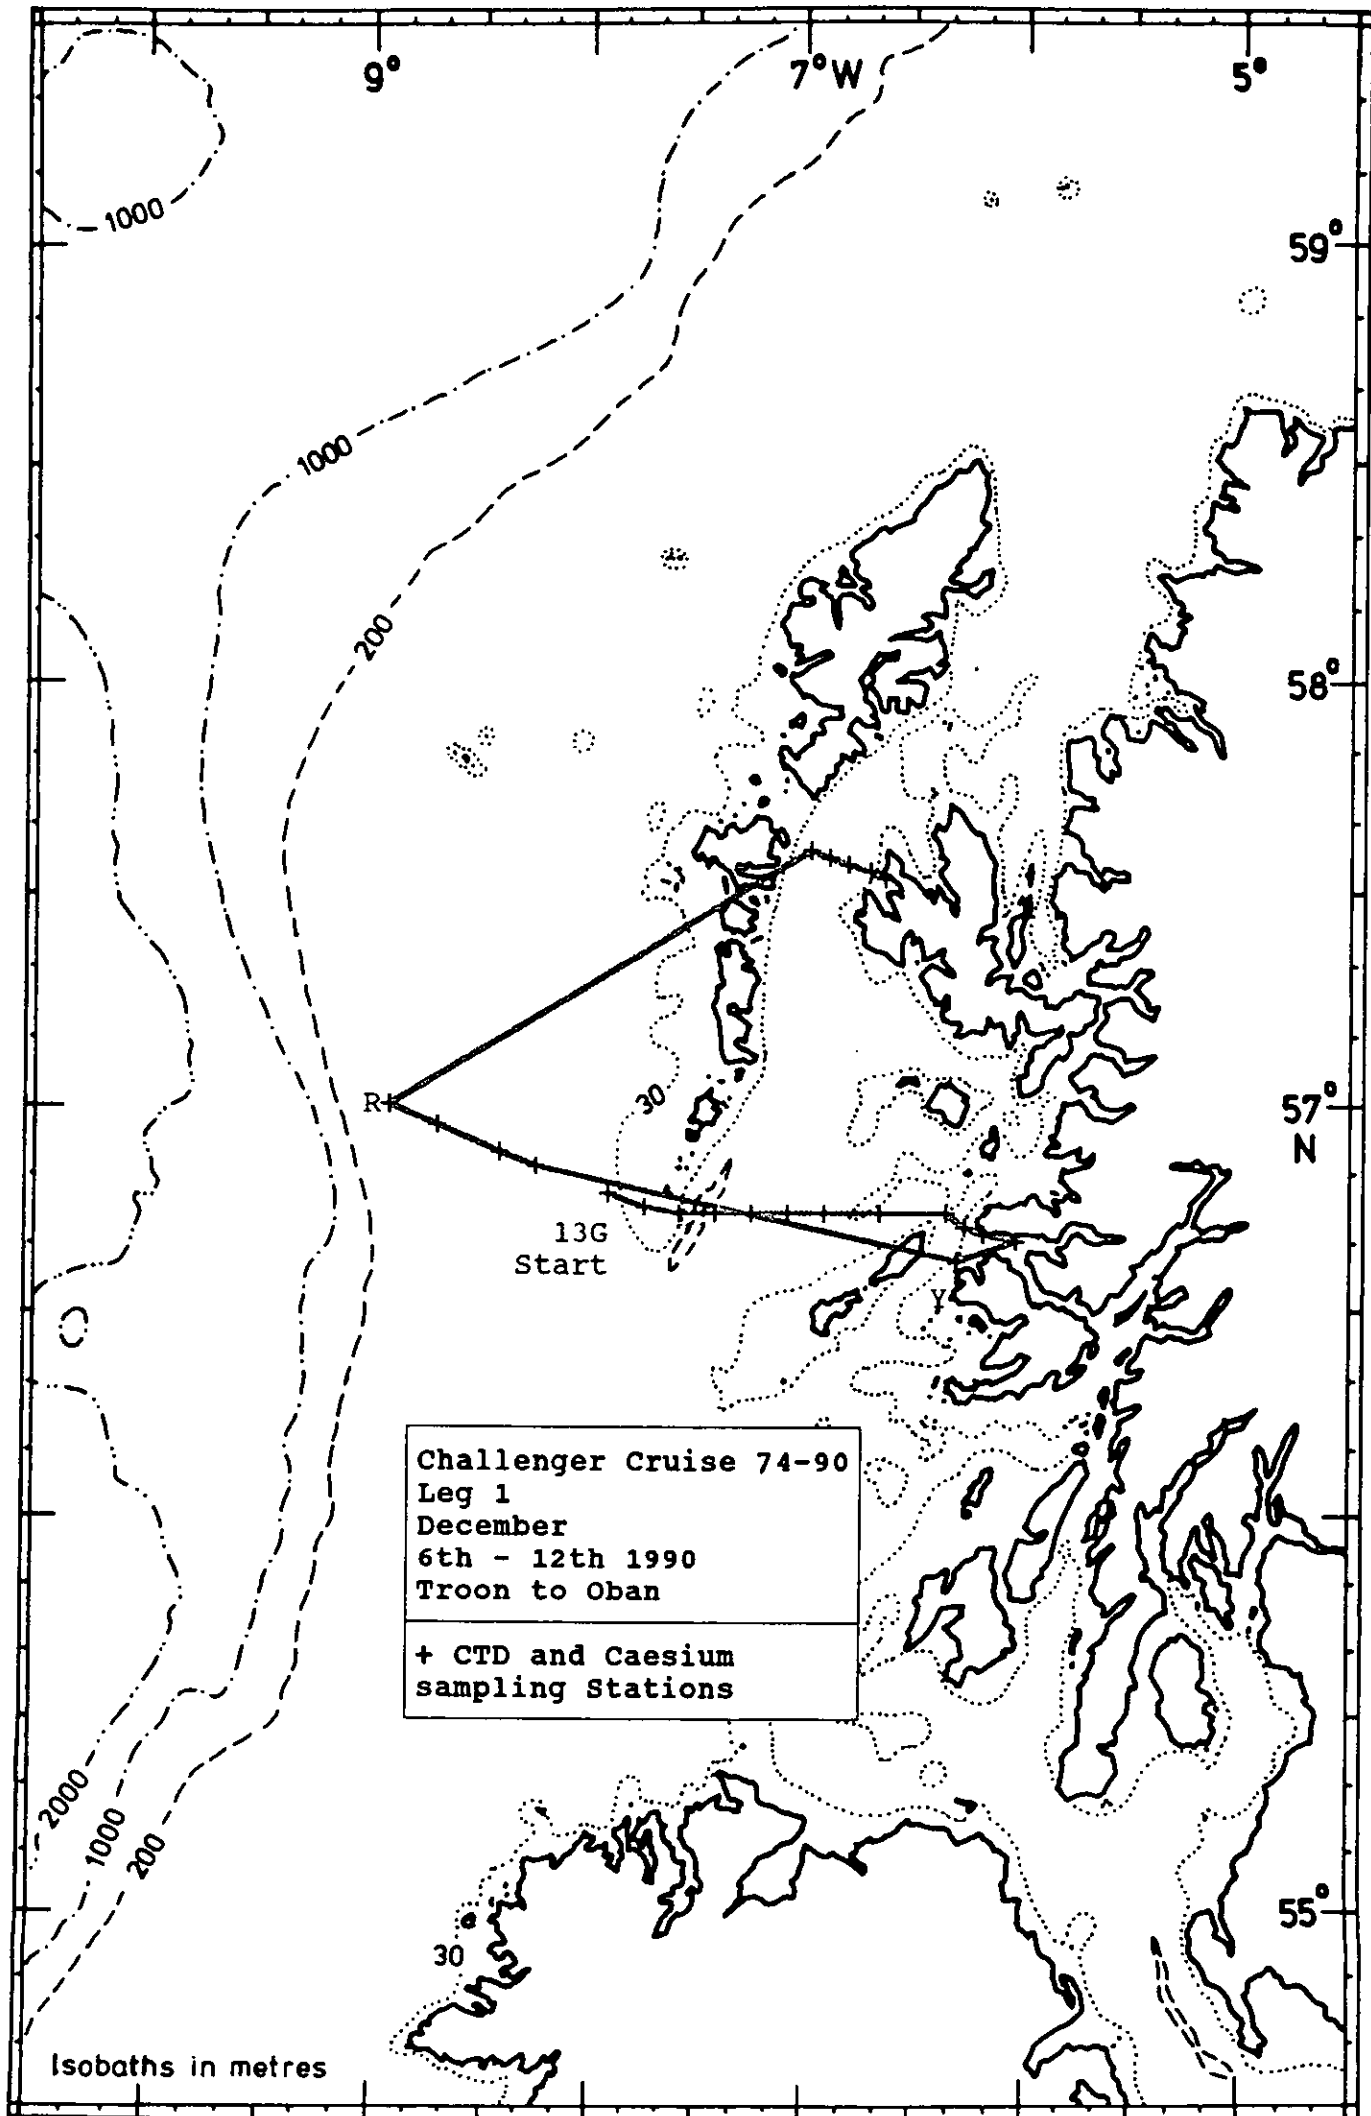 9°
7°W
5°
1000
59°
1000
200
58°
R
30
57°
N
13G
Start
Y
Challenger Cruise 74-90
Leg 1
December
6th - 12th 1990
Troon to Oban
+ CTD and Caesium
sampling Stations
2000
1000
200
55°
30
Isobaths in metres